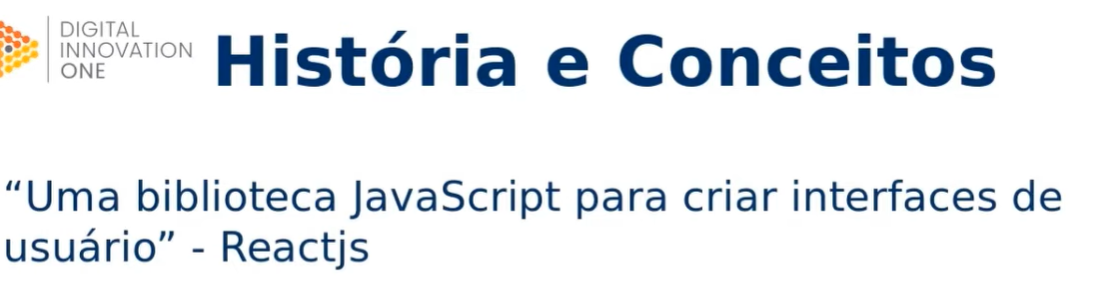 DIGITAL
INNOVATION
ONE
História e Conceitos
“Uma biblioteca JavaScript para criar interfaces de
usuário” - Reactjs